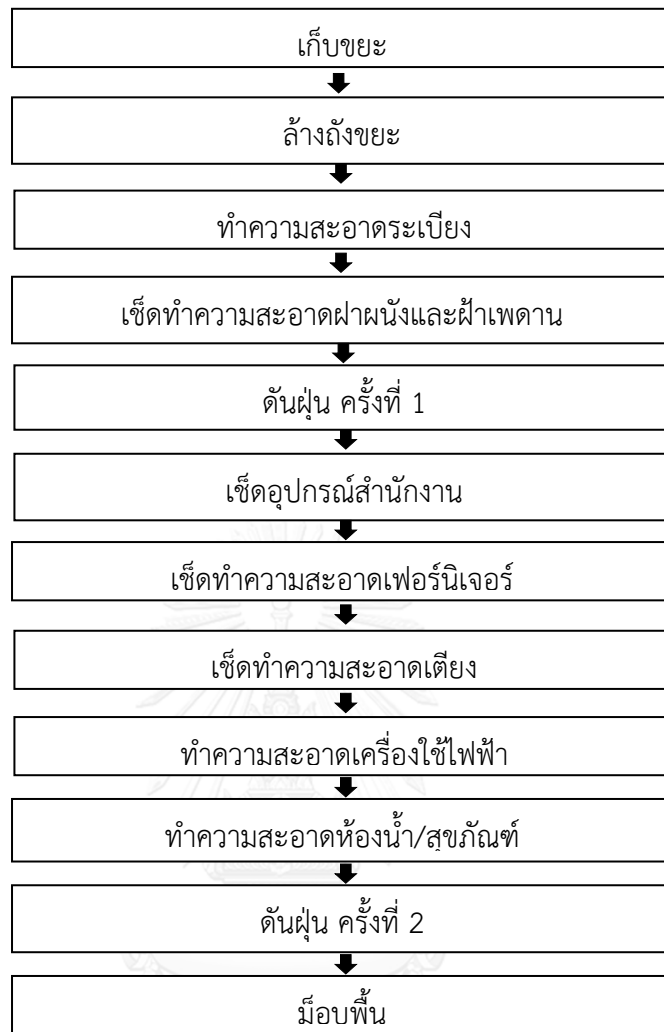 เก็บขยะ
ล้างถังขยะ
ทำความสะอาดระเบียง
เช็ดทำความสะอาดฝาผนังและฝ้าเพดาน
ดันฝุ่น ครั้งที่ 1
เช็ดอุปกรณ์สำนักงาน
เช็ดทำความสะอาดเฟอร์นิเจอร์
เช็ดทำความสะอาดเตียง
ทำความสะอาดเครื่องใช้ไฟฟ้า
ทำความสะอาดห้องน้ำ/สุขภัณฑ์
ดันฝุ่น ครั้งที่ 2
ม็อบพื้น